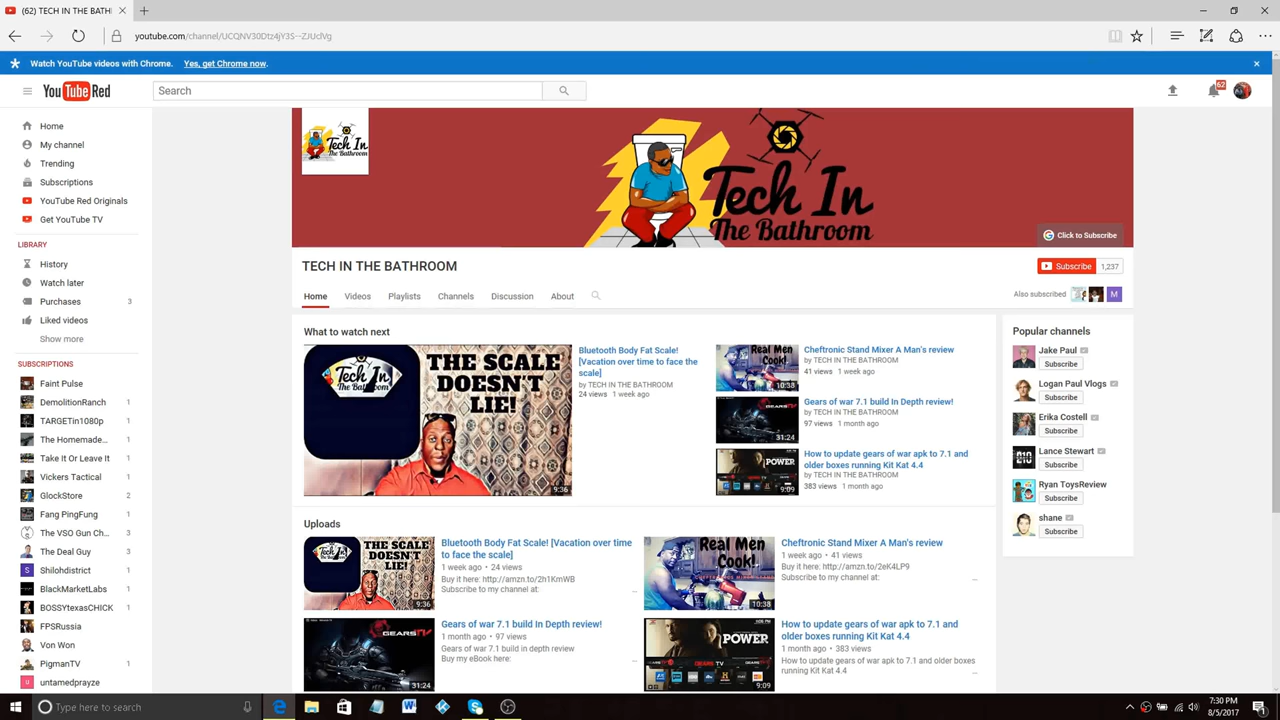 (62) TECH IN THE BATH
youtube.com/channel/UCQNV30Dtz4jY3S--ZJUclVg
Watch YouTube videos with Chrome. Yes, get Chrome now.
YouTube Red
Search
62
Home
My channel
Trending
Subscriptions
YouTube Red Originals
Get YouTube TV
LIBRARY
History
Watch later
Purchases 3
Liked videos
Show more
SUBSCRIPTIONS
Faint Pulse
DemolitionRanch 1
TARGETin1080p 1
The Homemade... 1
Take It Or Leave It 1
Vickers Tactical 1
GlockStore 2
Fang PingFung 1
The VSO Gun Ch... 3
The Deal Guy 3
Shilohdistrict 1
BlackMarketLabs 3
BOSSYtexasCHICK 1
FPSRussia
Von Won
PigmanTV 1
untamedprayze
Tech In
The Bathroom
Tech In
The Bathroom
Click to Subscribe
TECH IN THE BATHROOM
Subscribe 1,237
Home Videos Playlists Channels Discussion About
Also subscribed M
What to watch next
Tech In
The Bathroom
THE SCALE
DOESN'T
LIE!
9:36
Bluetooth Body Fat Scale!
[Vacation over time to face the
scale]
by TECH IN THE BATHROOM
24 views 1 week ago
Real Men
Cook!
10:38
Cheftronic Stand Mixer A Man's review
by TECH IN THE BATHROOM
41 views 1 week ago
GEARSTV
31:24
Gears of war 7.1 build In Depth review!
by TECH IN THE BATHROOM
97 views 1 month ago
POWER
9:09
How to update gears of war apk to 7.1 and
older boxes running Kit Kat 4.4
by TECH IN THE BATHROOM
383 views 1 month ago
Popular channels
Jake Paul
Subscribe
Logan Paul Vlogs
Subscribe
Erika Costell
Subscribe
Lance Stewart
Subscribe
Ryan ToysReview
Subscribe
shane
Subscribe
Uploads
Tech In
The Bathroom
THE SCALE
DOESN'T
LIE!
9:36
Bluetooth Body Fat Scale! [Vacation over time
to face the scale]
1 week ago • 24 views
Buy it here: http://amzn.to/2h1KmWB
Subscribe to my channel at:
...
Real Men
Cook!
CHEFTRONIC MIXER STAND
10:38
Cheftronic Stand Mixer A Man's review
1 week ago • 41 views
Buy it here: http://amzn.to/2eK4LP9
Subscribe to my channel at:
...
GEARSTV
31:24
Gears of war 7.1 build In Depth review!
1 month ago • 97 views
Gears of war 7.1 build in depth review
Buy my eBook here:
...
POWER
GEARS TV
9:09
How to update gears of war apk to 7.1 and
older boxes running Kit Kat 4.4
1 month ago • 383 views
How to update gears of war apk to 7.1 and older boxes
running Kit Kat 4.4
...
Type here to search
7:30 PM
8/5/2017